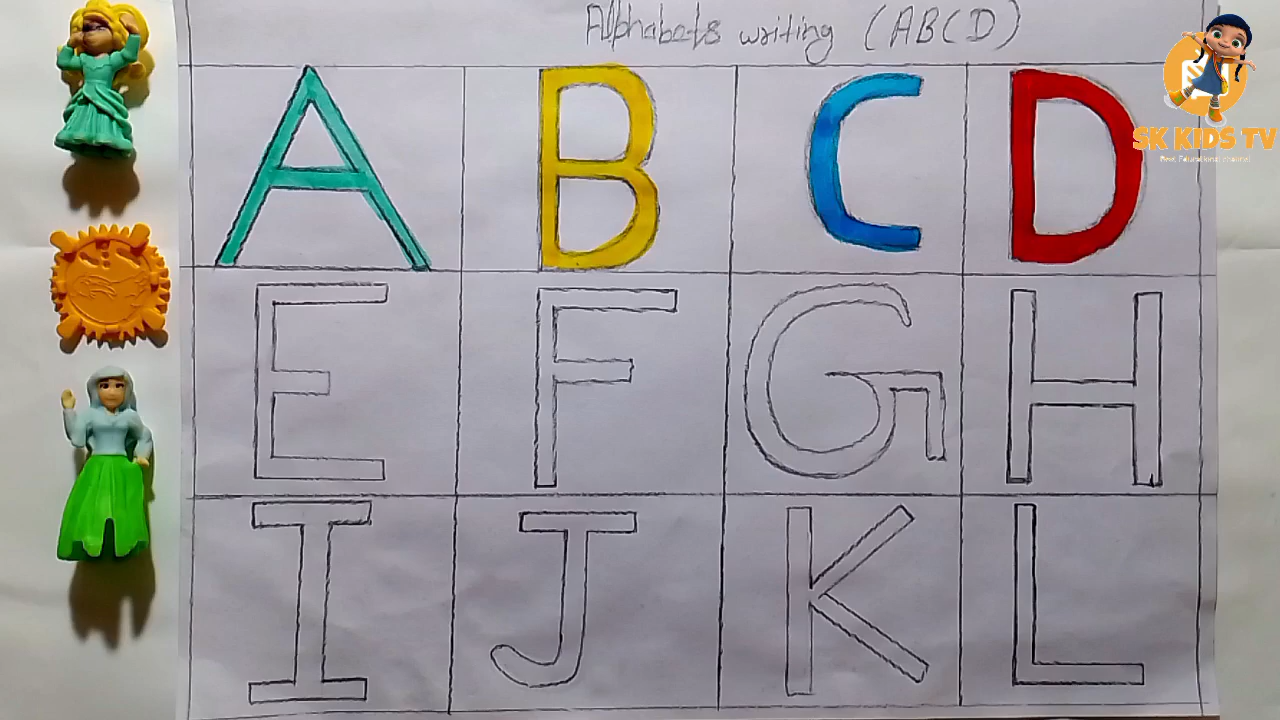 Alphabets writing (ABCD)
SK KIDS TV
A B C D
E F G H
I J K L